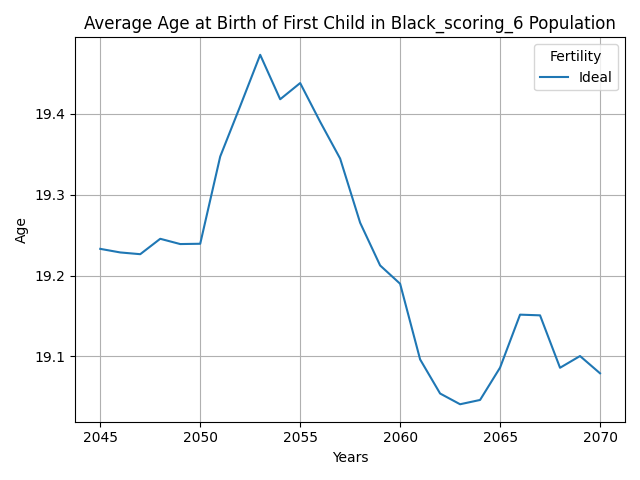 Average Age at Birth of First Child in Black_scoring_6 Population
Fertility
Ideal
Age
19.4
19.3
19.2
19.1
2045 2050 2055 2060 2065 2070
Years